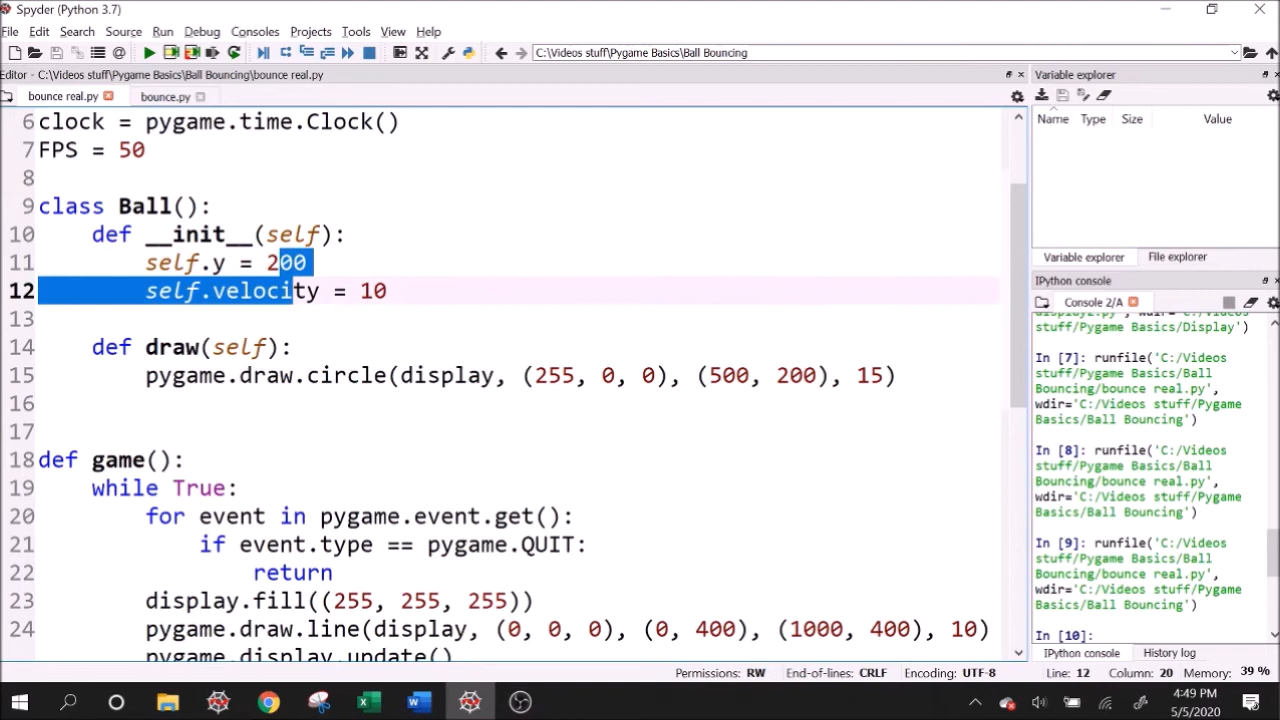 Spyder (Python 3.7)
File Edit Search Source Run Debug Consoles Projects Tools View Help
C:\Videos stuff\Pygame Basics\Ball Bouncing
Editor - C:\Videos stuff\Pygame Basics\Ball Bouncing\bounce real.py
bounce real.py bounce.py
6 clock = pygame.time.Clock()
7 FPS = 50
8
9 class Ball():
10 def __init__(self):
11 self.y = 200
12 self.velocity = 10
13
14 def draw(self):
15 pygame.draw.circle(display, (255, 0, 0), (500, 200), 15)
16
17
18 def game():
19 while True:
20 for event in pygame.event.get():
21 if event.type == pygame.QUIT:
22 return
23 display.fill((255, 255, 255))
24 pygame.draw.line(display, (0, 0, 0), (0, 400), (1000, 400), 10)
pygame.display.update()
Variable explorer
Name Type Size Value
Variable explorer File explorer
IPython console
Console 2/A
display2.py', wdir='C:/Videos
stuff/Pygame Basics/Display')
In [7]: runfile('C:/Videos
stuff/Pygame Basics/Ball
Bouncing/bounce real.py',
wdir='C:/Videos stuff/Pygame
Basics/Ball Bouncing')
In [8]: runfile('C:/Videos
stuff/Pygame Basics/Ball
Bouncing/bounce real.py',
wdir='C:/Videos stuff/Pygame
Basics/Ball Bouncing')
In [9]: runfile('C:/Videos
stuff/Pygame Basics/Ball
Bouncing/bounce real.py',
wdir='C:/Videos stuff/Pygame
Basics/Ball Bouncing')
In [10]:
IPython console History log
Permissions: RW End-of-lines: CRLF Encoding: UTF-8 Line: 12 Column: 20 Memory: 39 %
4:49 PM
5/5/2020